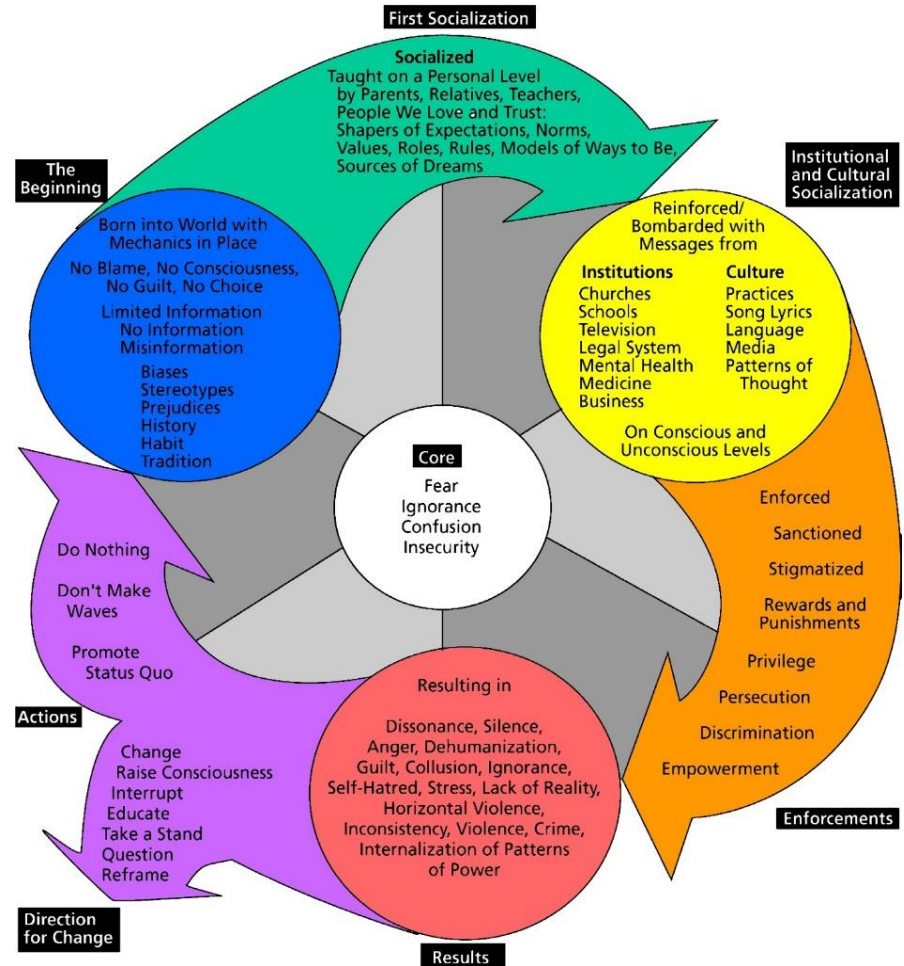 First Socialization
Socialized
Taught on a Personal Level
by Parents, Relatives, Teachers,
People We Love and Trust:
Shapers of Expectations, Norms,
Values, Roles, Rules, Models of Ways to Be,
Sources of Dreams
The
Beginning
Born into World with
Mechanics in Place
No Blame, No Consciousness,
No Guilt, No Choice
Limited Information
No Information
Misinformation
Biases
Stereotypes
Prejudices
History
Habit
Tradition
Institutional
and Cultural
Socialization
Reinforced/
Bombarded with
Messages from
Institutions
Churches
Schools
Television
Legal System
Mental Health
Medicine
Business
Culture
Practices
Song Lyrics
Language
Media
Patterns of
Thought
On Conscious and
Unconscious Levels
Core
Fear
Ignorance
Confusion
Insecurity
Enforced
Sanctioned
Stigmatized
Rewards and
Punishments
Privilege
Persecution
Discrimination
Empowerment
Enforcements
Resulting in
Dissonance, Silence,
Anger, Dehumanization,
Guilt, Collusion, Ignorance,
Self-Hatred, Stress, Lack of Reality,
Horizontal Violence,
Inconsistency, Violence, Crime,
Internalization of Patterns
of Power
Results
Do Nothing
Don't Make
Waves
Promote
Status Quo
Actions
Change
Raise Consciousness
Interrupt
Educate
Take a Stand
Question
Reframe
Direction
for Change